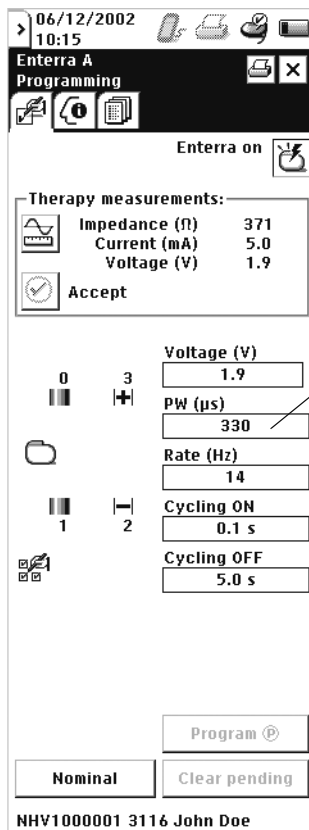 06/12/2002
10:15
Enterra A
Programming
Enterra on
Therapy measurements:
Impedance (Ω) 371
Current (mA) 5.0
Voltage (V) 1.9
Accept
Voltage (V)
0 3 1.9
PW (µs)
330
Rate (Hz)
14
Cycling ON
1 2 0.1 s
Cycling OFF
5.0 s
Program Ⓟ
Nominal Clear pending
NHV1000001 3116 John Doe